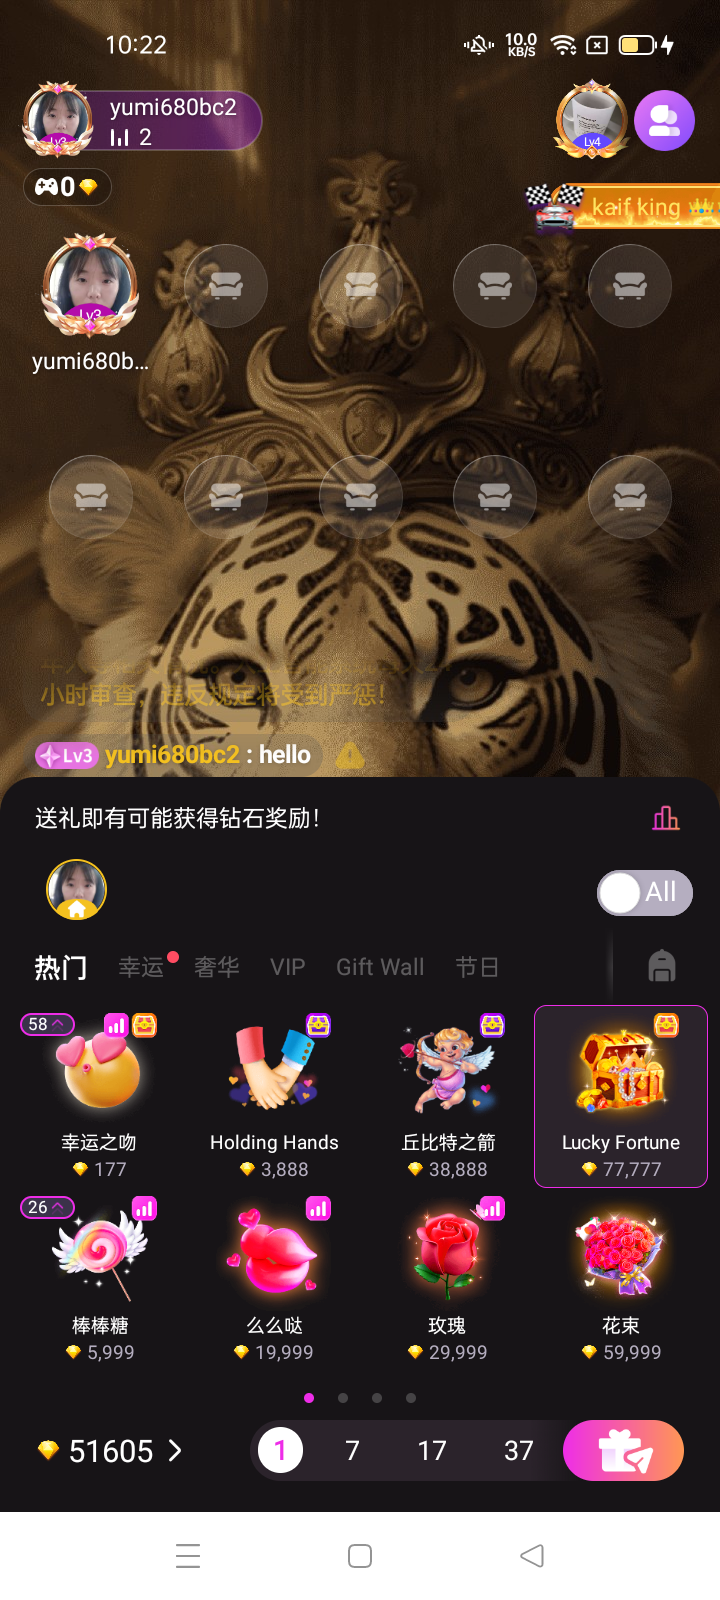 10:22
10.0
KB/S
yumi680bc2
2
Lv3
Lv4
0
kaif king
Lv3
yumi680b...
小时审查，违反规定将受到严惩！
Lv3 yumi680bc2 : hello
送礼即有可能获得钻石奖励！
All
热门 幸运 奢华 VIP Gift Wall 节日
58
幸运之吻 Holding Hands 丘比特之箭 Lucky Fortune
177 3,888 38,888 77,777
26
棒棒糖 么么哒 玫瑰 花束
5,999 19,999 29,999 59,999
51605 1 7 17 37